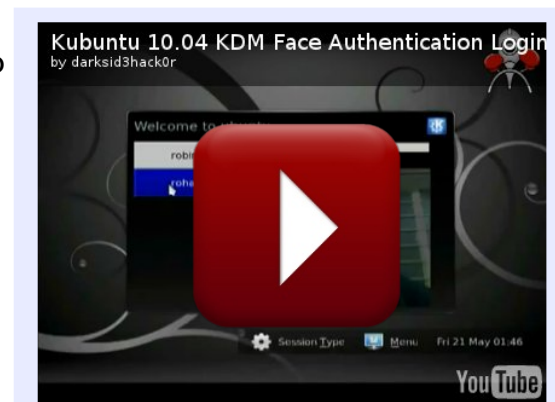 Kubuntu 10.04 KDM Face Authentication Login
by darksid3hack0r
Welcome to
Session Type Menu Fri 21 May 01:46
YouTube